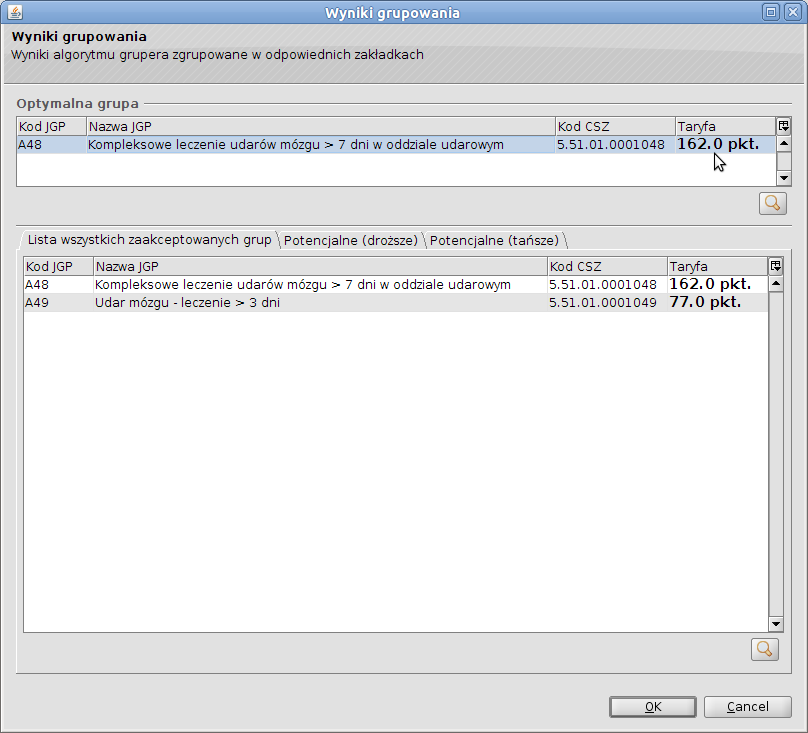 Wyniki grupowania
Wyniki grupowania
Wyniki algorytmu grupera zgrupowane w odpowiednich zakładkach
Optymalna grupa
Kod JGP Nazwa JGP Kod CSZ Taryfa
A48 Kompleksowe leczenie udarów mózgu > 7 dni w oddziale udarowym 5.51.01.0001048 162.0 pkt.
Lista wszystkich zaakceptowanych grup Potencjalne (droższe) Potencjalne (tańsze)
Kod JGP Nazwa JGP Kod CSZ Taryfa
A48 Kompleksowe leczenie udarów mózgu > 7 dni w oddziale udarowym 5.51.01.0001048 162.0 pkt.
A49 Udar mózgu - leczenie > 3 dni 5.51.01.0001049 77.0 pkt.
OK Cancel